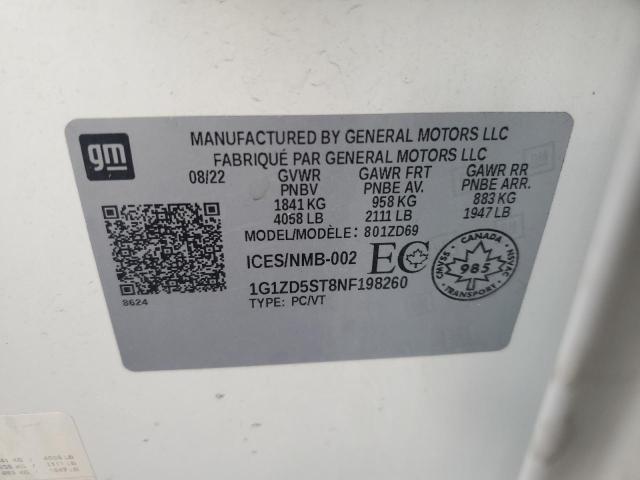 gm
MANUFACTURED BY GENERAL MOTORS LLC
FABRIQUÉ PAR GENERAL MOTORS LLC
08/22 GVWR GAWR FRT GAWR RR
PNBV PNBE AV. PNBE ARR.
1841 KG 958 KG 883 KG
4058 LB 2111 LB 1947 LB
MODEL/MODÈLE: 801ZD69
ICES/NMB-002 EC CANADA
CMVSS 985 NSVAC
TRANSPORT
8624
1G1ZD5ST8NF198260
TYPE: PC/VT